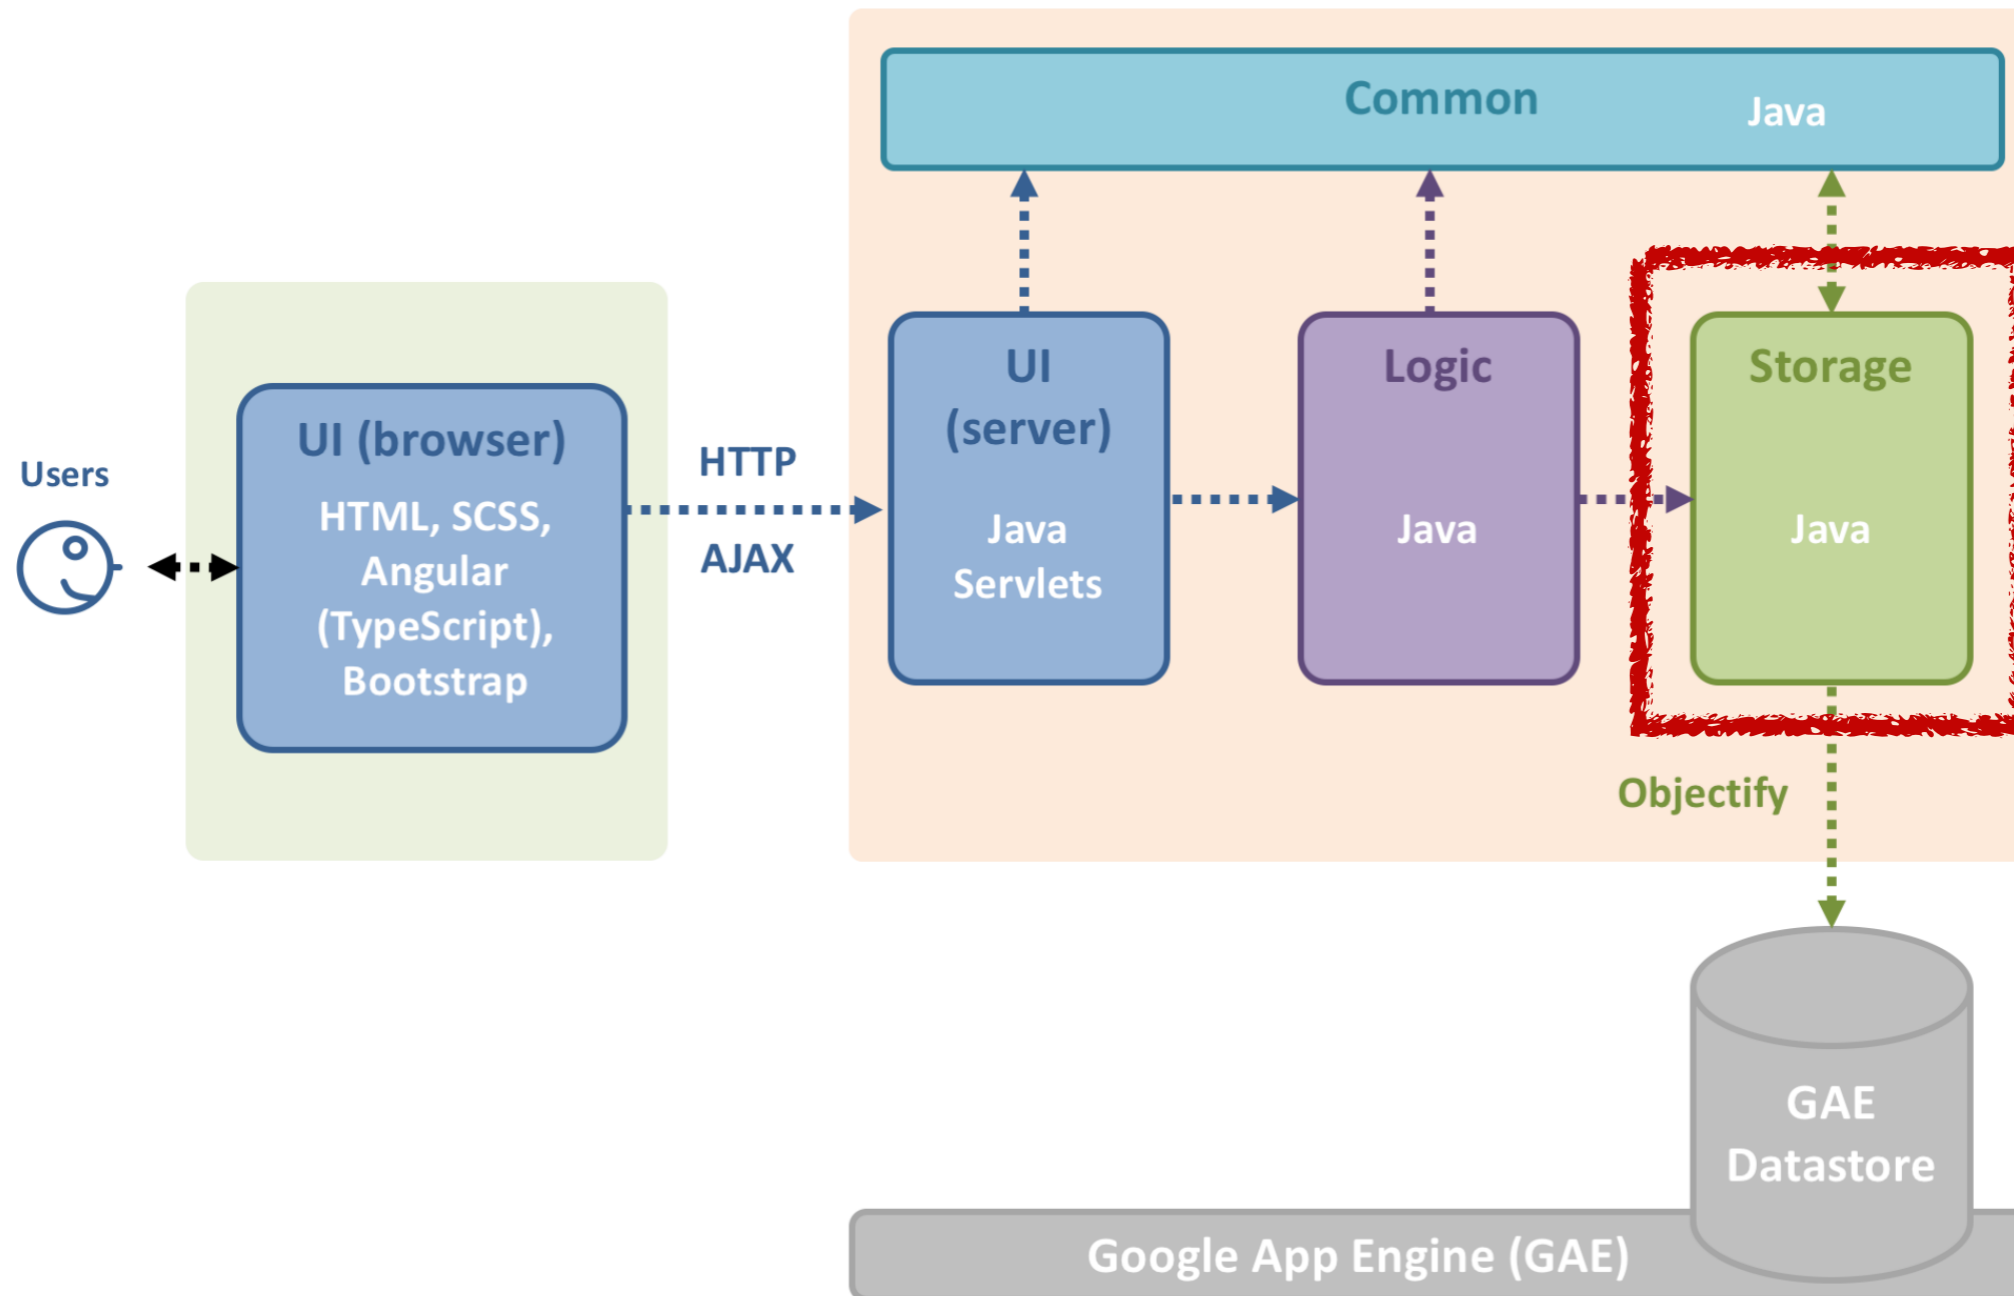 Common
Java
Users
UI (browser)
HTML, SCSS,
Angular
(TypeScript),
Bootstrap
HTTP
AJAX
UI
(server)
Java
Servlets
Logic
Java
Storage
Java
Objectify
GAE
Datastore
Google App Engine (GAE)